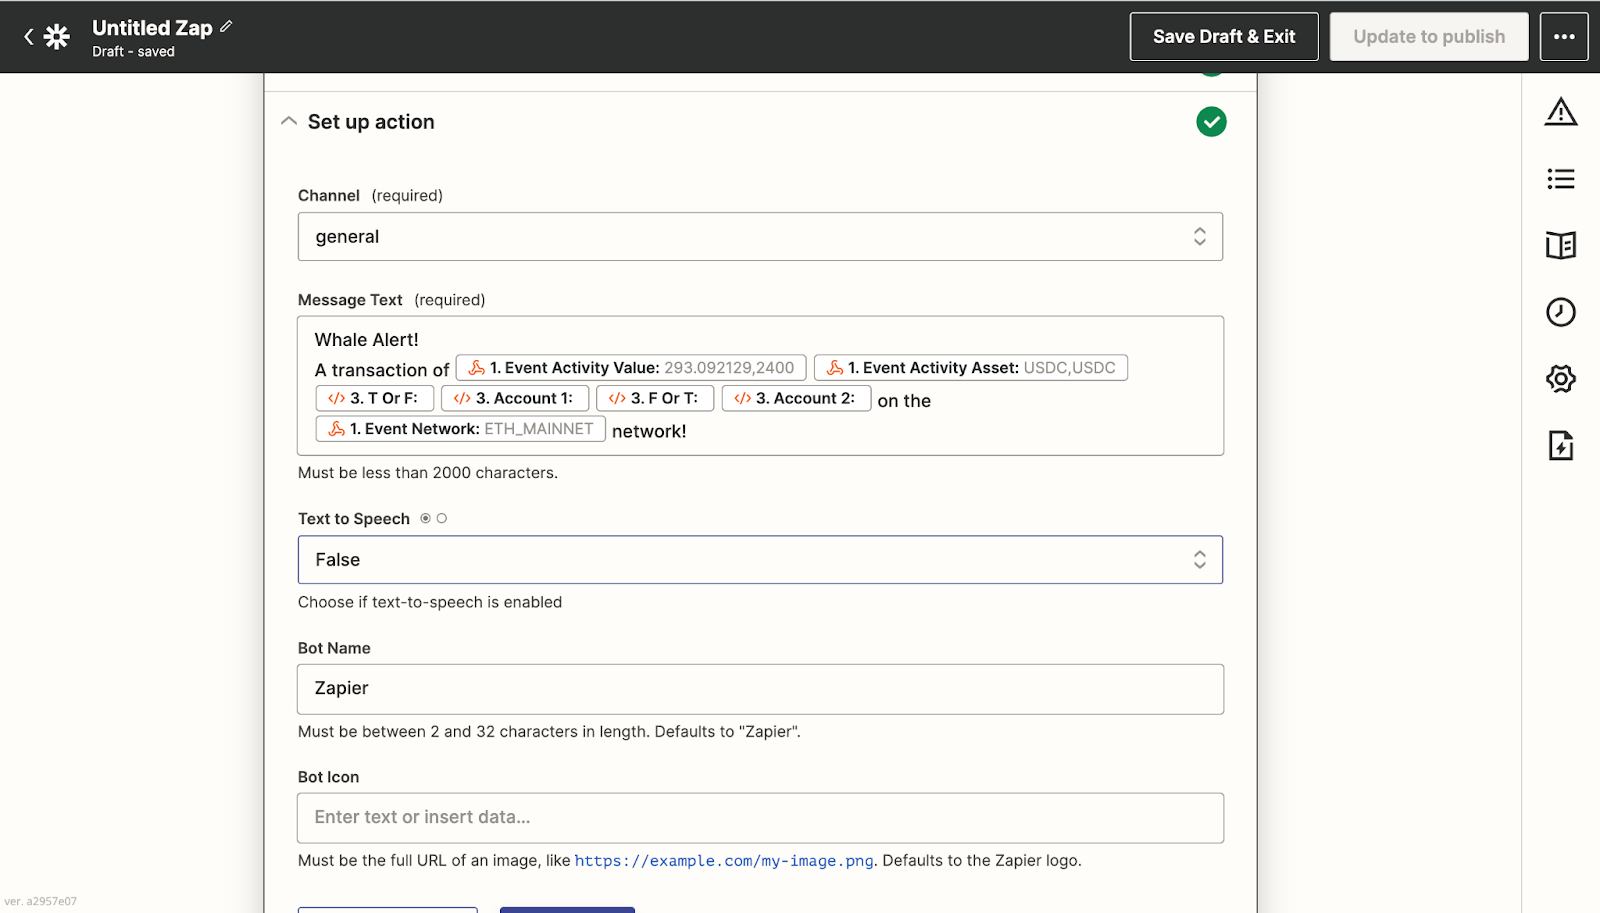 Untitled Zap
Draft - saved
Save Draft & Exit
Update to publish
Set up action
Channel (required)
general
Message Text (required)
Whale Alert!
A transaction of 1. Event Activity Value: 293.092129,2400 1. Event Activity Asset: USDC,USDC
</> 3. T Or F: </> 3. Account 1: </> 3. F Or T: </> 3. Account 2: on the
1. Event Network: ETH_MAINNET network!
Must be less than 2000 characters.
Text to Speech
False
Choose if text-to-speech is enabled
Bot Name
Zapier
Must be between 2 and 32 characters in length. Defaults to "Zapier".
Bot Icon
Enter text or insert data...
Must be the full URL of an image, like https://example.com/my-image.png. Defaults to the Zapier logo.
ver. a2957e07